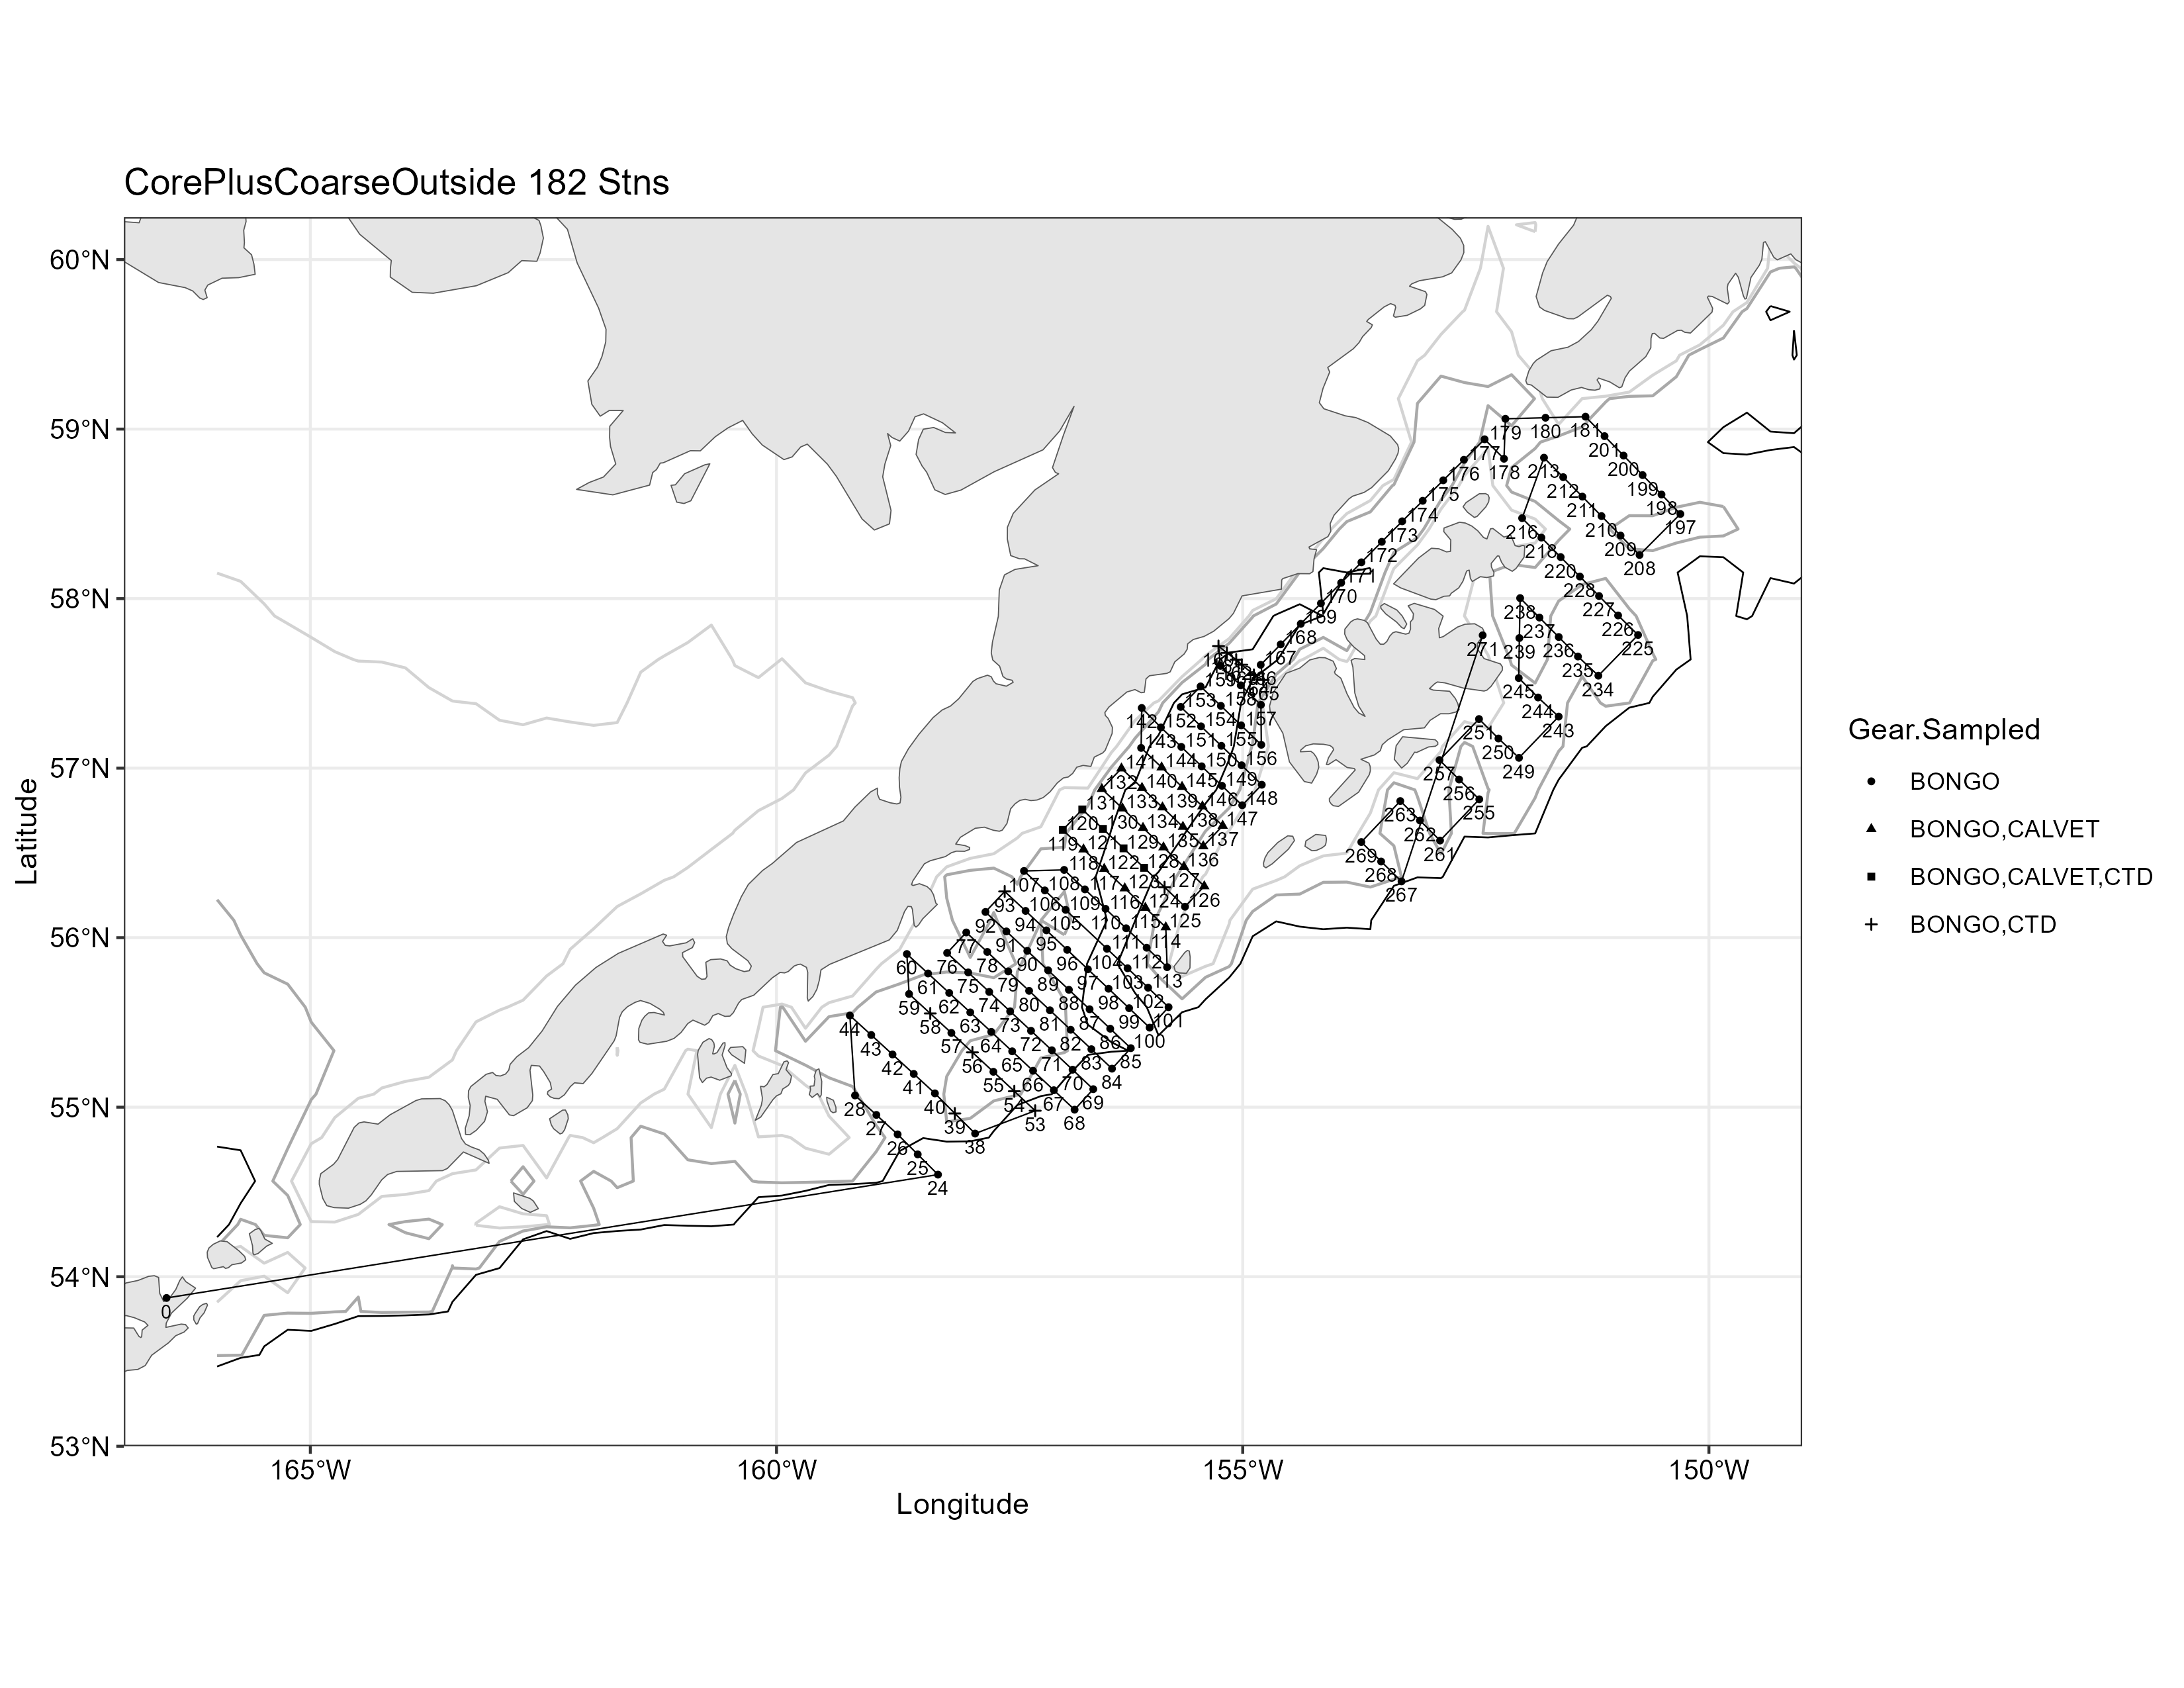 CorePlusCoarseOutside 182 Stns
60°N
59°N
58°N
57°N
56°N
55°N
54°N
53°N
Latitude
165°W
160°W
155°W
150°W
Longitude
Gear.Sampled
BONGO
BONGO,CALVET
BONGO,CALVET,CTD
BONGO,CTD
179 180 181
177 178 213 201
176 212 200
175 211 199
174 216 210 198 197
173 218 209
172 220 208
171 228
170 238 227
169 237 226
168 271 239 236 225
167 235
159 158 165 245 234
153 157 244
142 152 154 251 243
143 151 155 250
141 144 150 156 257 249
132 140 145 149 256
131 133 139 146 148 263 255
120 130 134 138 147 262
119 121 129 135 137 269 261
118 122 128 136 268
107 108 117 123 127 267
93 106 109 116 124 126
92 94 105 110 115 125
77 91 95 111 114
60 76 78 90 96 104 112
61 75 79 89 97 103 113
59 62 74 80 88 98 102
44 58 63 73 81 87 99 101
43 57 64 72 82 86 100
42 56 65 71 83 85
41 55 66 70 84
28 40 54 67 69
27 39 53 68
26 38
25
24
0